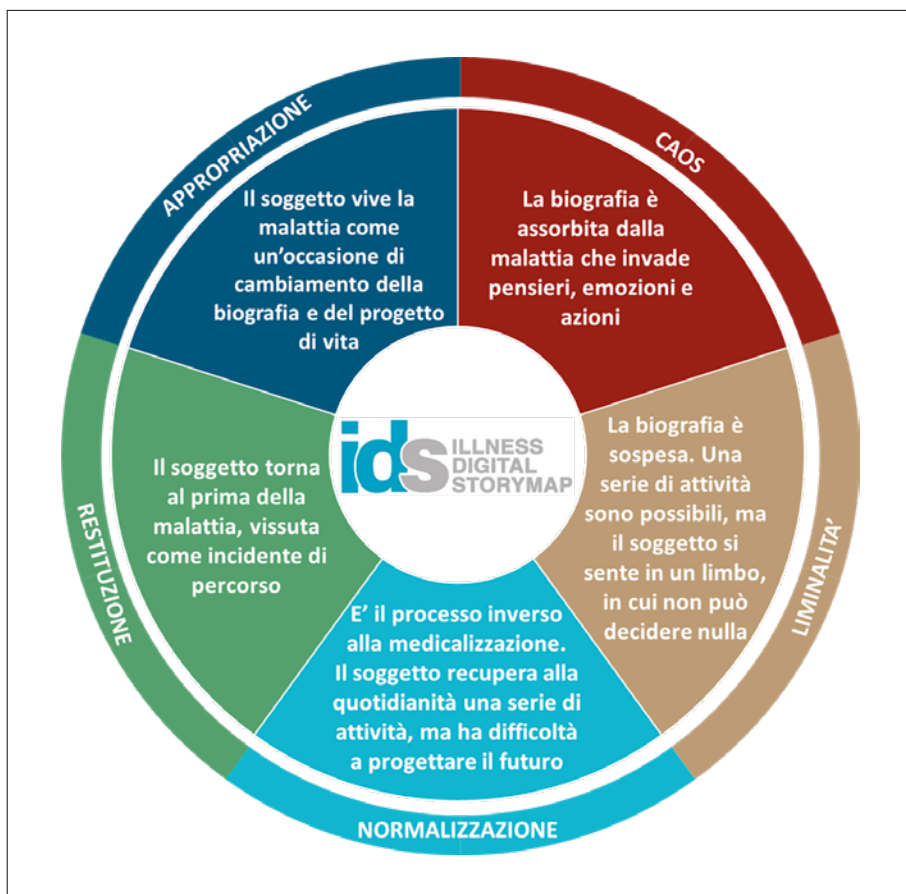 APPROPRIAZIONE
Il soggetto vive la
malattia come
un'occasione di
cambiamento della
biografia e del progetto
di vita
CAOS
La biografia è
assorbita dalla
malattia che invade
pensieri, emozioni e
azioni
LIMINALITA'
La biografia è
sospesa. Una
serie di attività
sono possibili, ma
il soggetto si
sente in un limbo,
in cui non può
decidere nulla
NORMALIZZAZIONE
E' il processo inverso
alla medicalizzazione.
Il soggetto recupera alla
quotidianità una serie di
attività, ma ha difficoltà
a progettare il futuro
RESTITUZIONE
Il soggetto torna
al prima della
malattia, vissuta
come incidente di
percorso
ids
ILLNESS
DIGITAL
STORYMAP